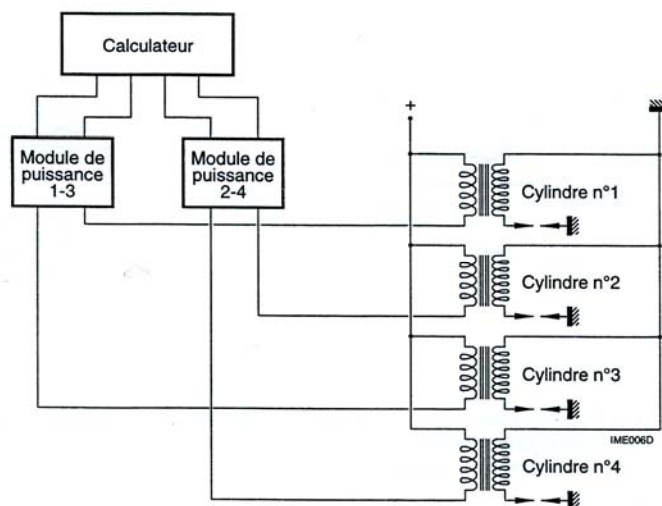 Calculateur
Module de
puissance
1-3
Module de
puissance
2-4
+
Cylindre n°1
Cylindre n°2
Cylindre n°3
IME006D
Cylindre n°4